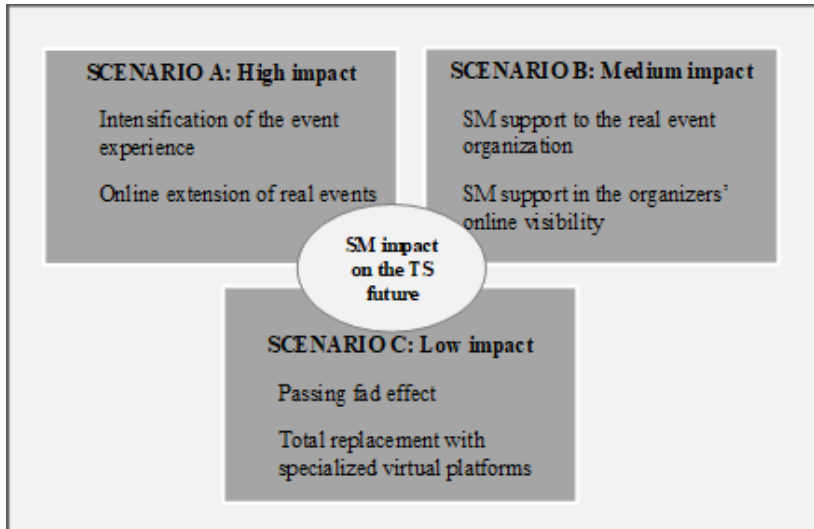 SCENARIO A: High impact
Intensification of the event
experience
Online extension of real events
SCENARIO B: Medium impact
SM support to the real event
organization
SM support in the organizers'
online visibility
SM impact
on the TS
future
SCENARIO C: Low impact
Passing fad effect
Total replacement with
specialized virtual platforms